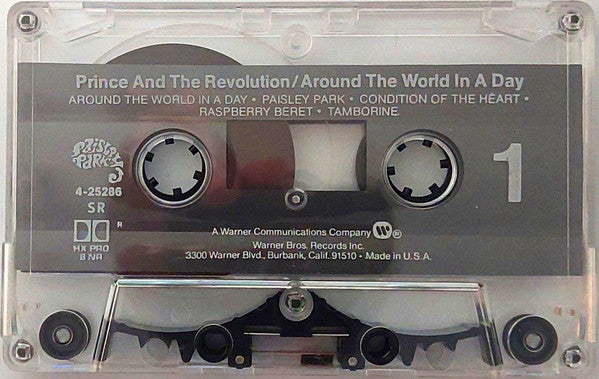 Prince And The Revolution/Around The World In A Day
AROUND THE WORLD IN A DAY • PAISLEY PARK • CONDITION OF THE HEART •
RASPBERRY BERET • TAMBORINE
Paisley
Park
4-25286
SR
HX PRO
B NR
R
1
A Warner Communications Company W ®
Warner Bros. Records Inc.
3300 Warner Blvd., Burbank, Calif. 91510 • Made in U.S.A.